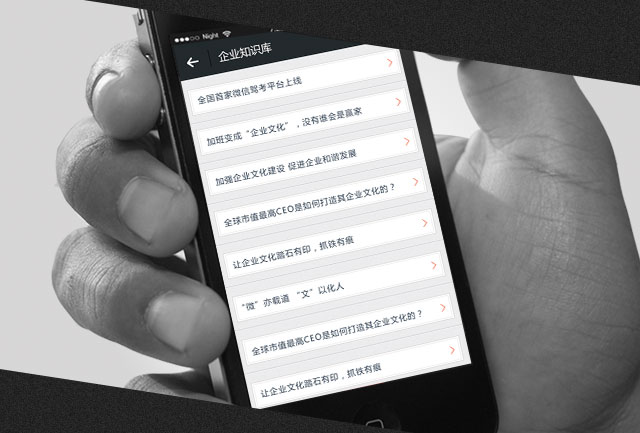 Night
企业知识库
全国首家微信驾考平台上线
加班变成“企业文化”，没有谁会是赢家
加强企业文化建设 促进企业和谐发展
全球市值最高CEO是如何打造其企业文化的？
让企业文化踏石有印，抓铁有痕
“微”亦载道 “文”以化人
全球市值最高CEO是如何打造其企业文化的？
让企业文化踏石有印，抓铁有痕